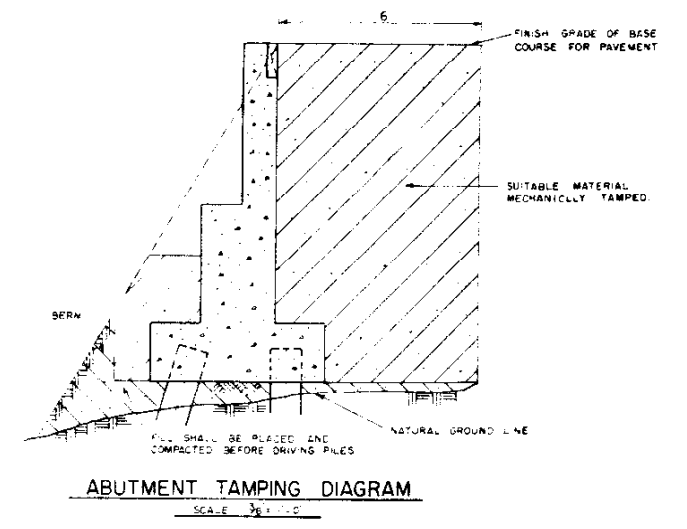 6
FINISH GRADE OF BASE
COURSE FOR PAVEMENT
SUITABLE MATERIAL
MECHANICLLY TAMPED.
BERM
NATURAL GROUND LINE
FILL SHALL BE PLACED AND
COMPACTED BEFORE DRIVING PILES
ABUTMENT TAMPING DIAGRAM
SCALE